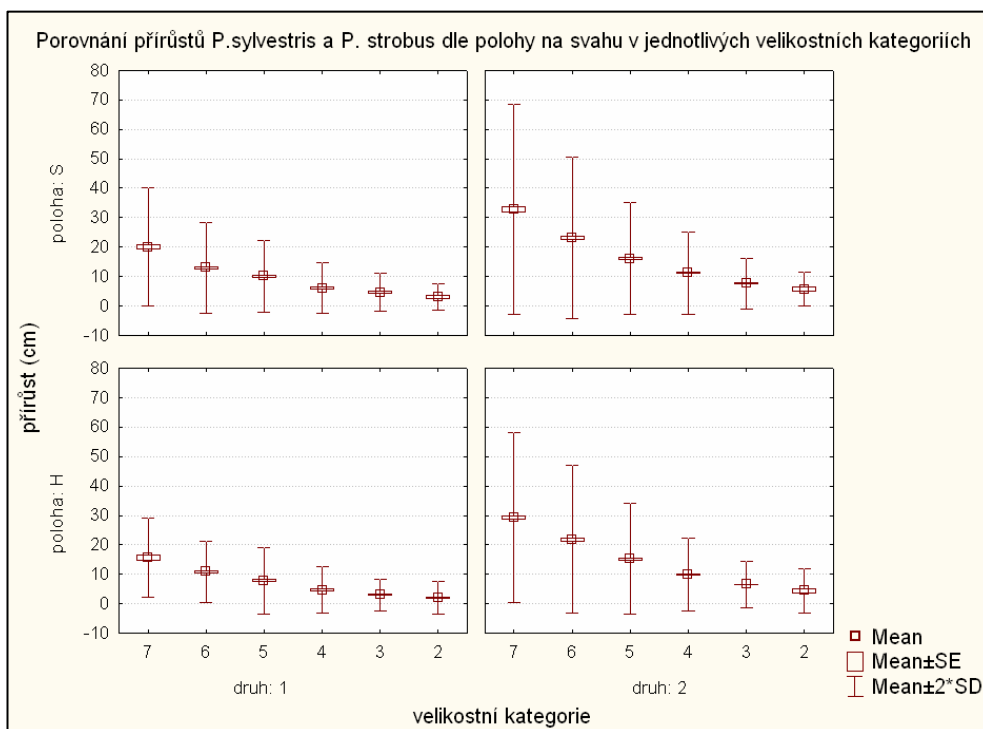 Porovnání přírůstů P.sylvestris a P. strobus dle polohy na svahu v jednotlivých velikostních kategoriích
80
70
60
50
40
30
20
10
0
-10
poloha: S
80
70
60
50
40
30
20
10
0
-10
poloha: H
přírůst (cm)
7 6 5 4 3 2
druh: 1
7 6 5 4 3 2
druh: 2
velikostní kategorie
Mean
Mean±SE
Mean±2*SD